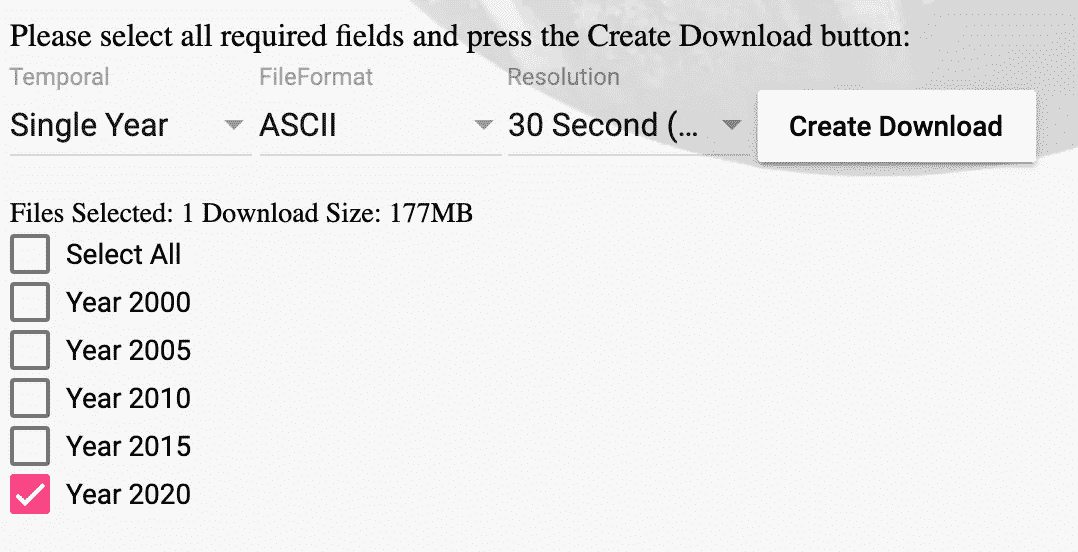 Please select all required fields and press the Create Download button:
Temporal FileFormat Resolution
Single Year ASCII 30 Second (... Create Download
Files Selected: 1 Download Size: 177MB
Select All
Year 2000
Year 2005
Year 2010
Year 2015
Year 2020